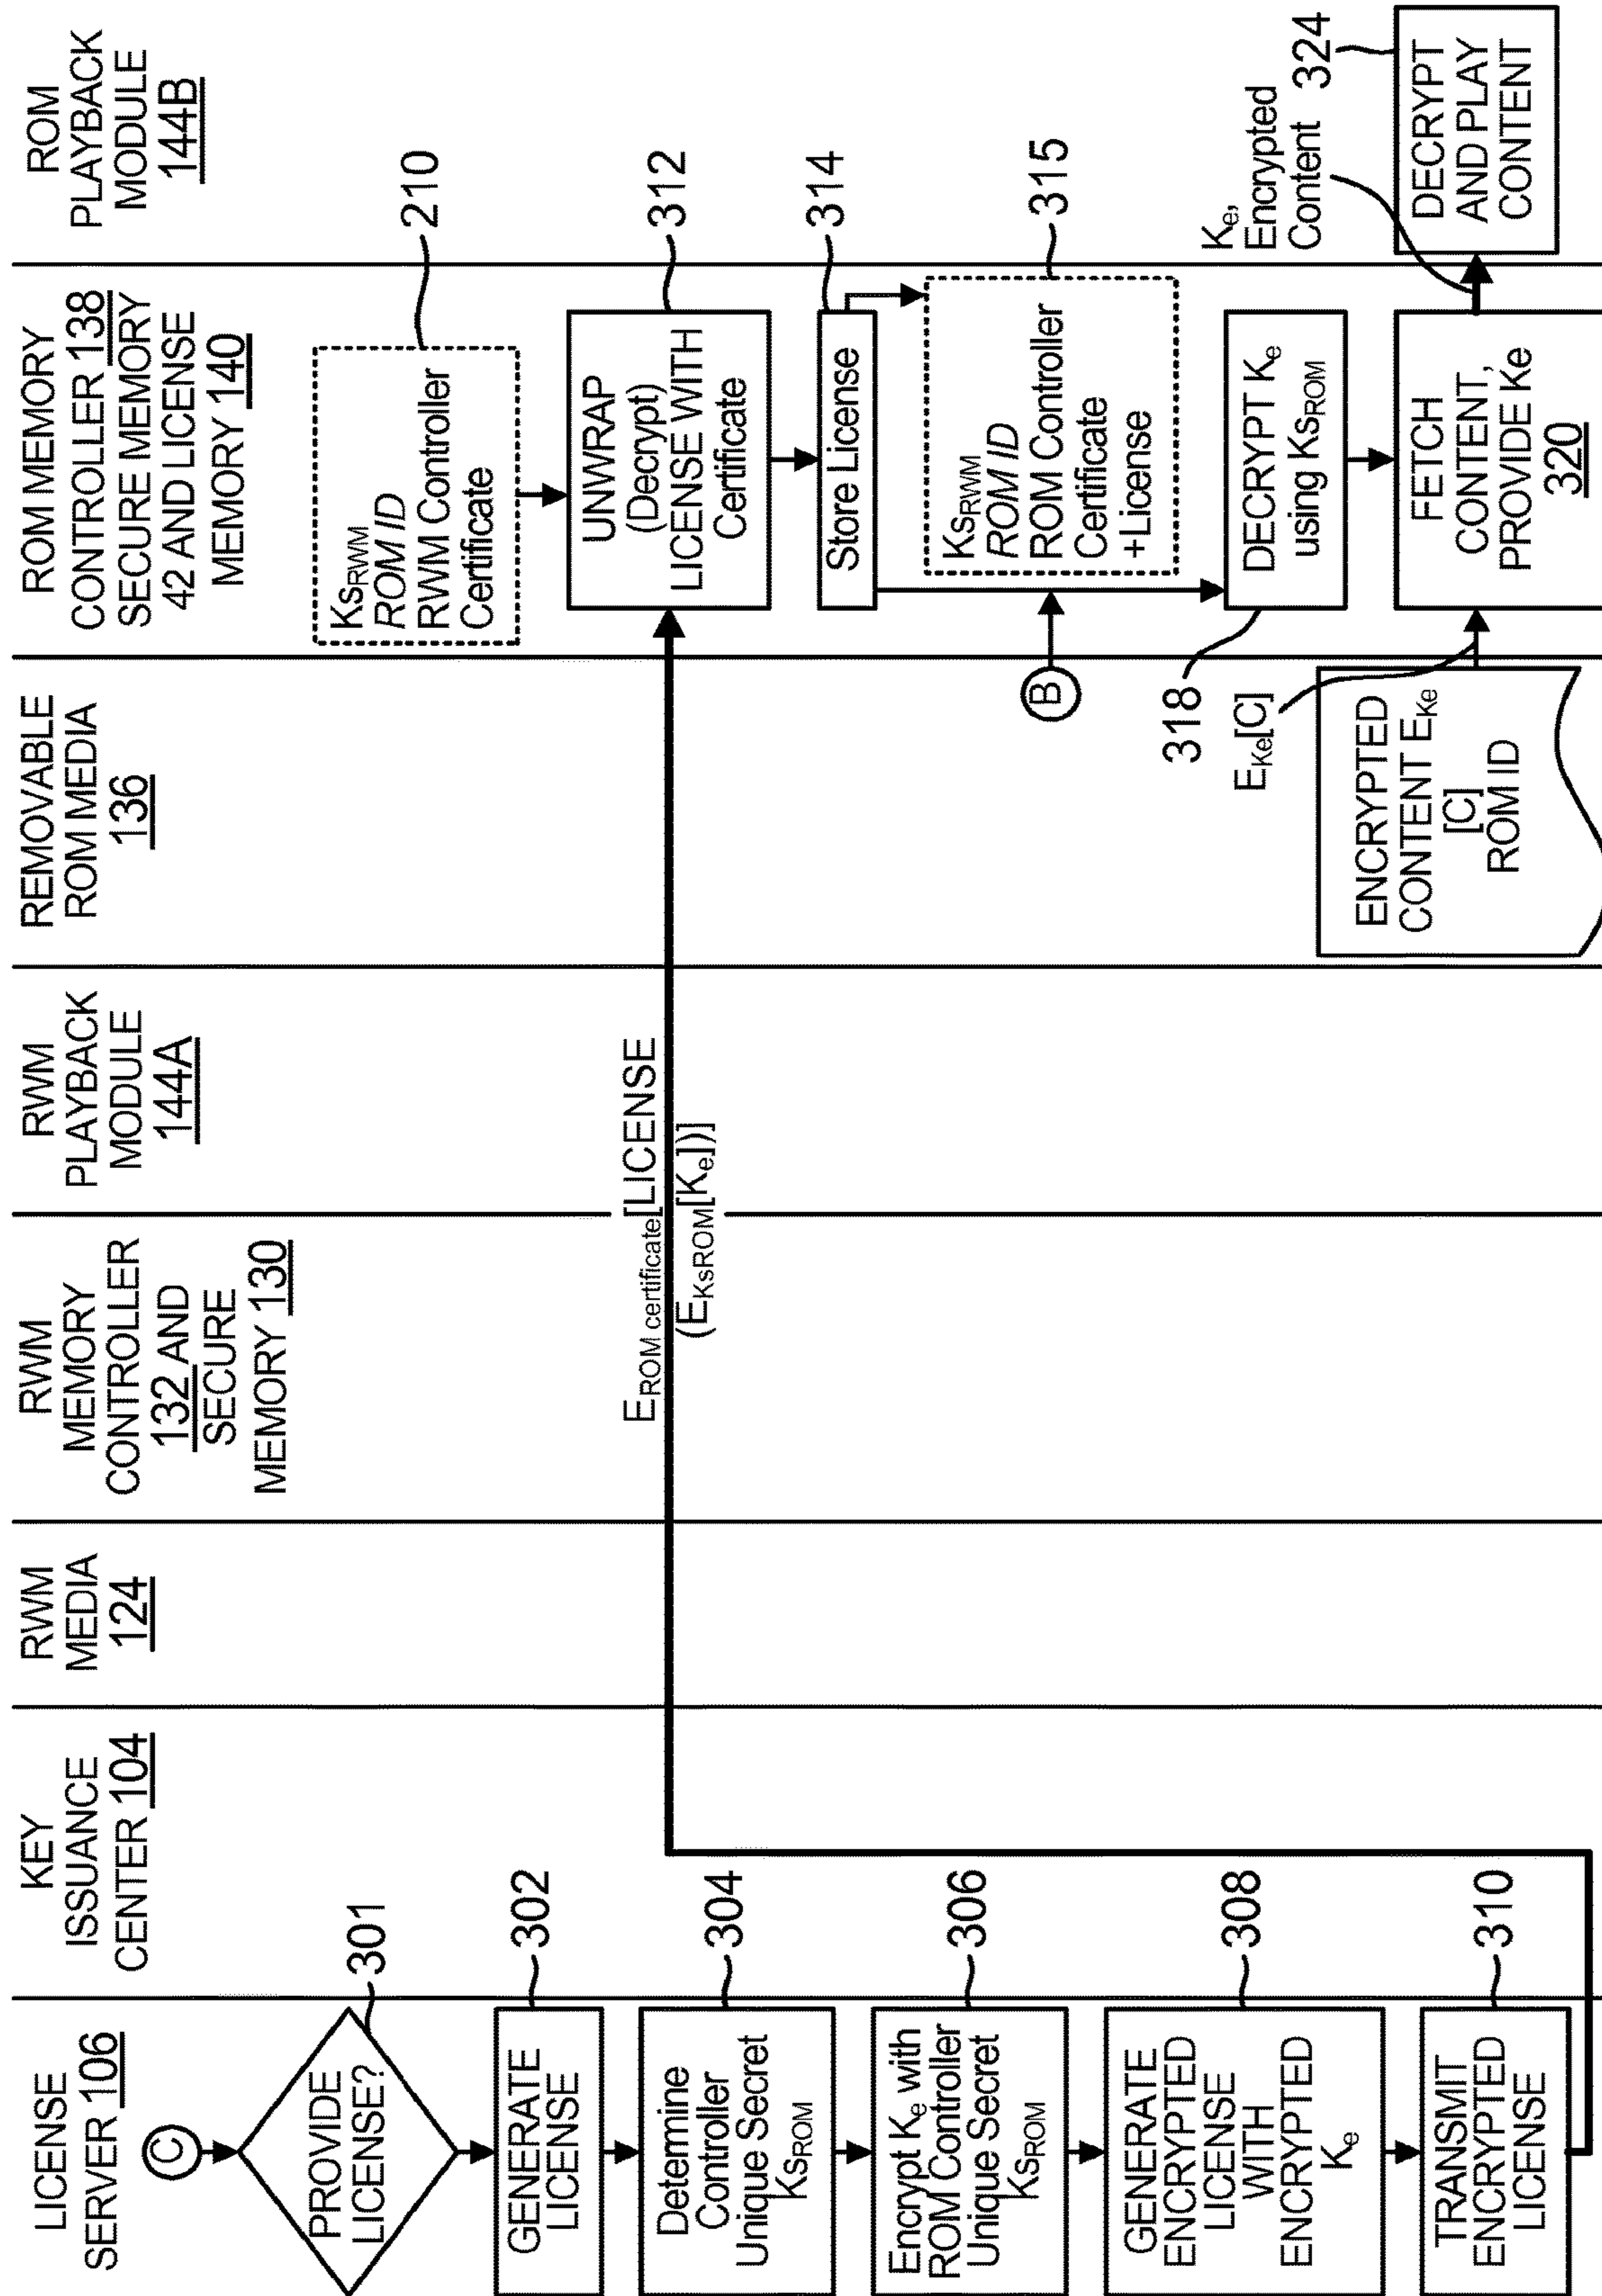 LICENSE
SERVER 106
KEY
ISSUANCE
CENTER 104
RWM
MEDIA
124
RWM
MEMORY
CONTROLLER
132 AND
SECURE
MEMORY 130
RWM
PLAYBACK
MODULE
144A
REMOVABLE
ROM MEDIA
136
ROM MEMORY
CONTROLLER 138
SECURE MEMORY
42 AND LICENSE
MEMORY 140
ROM
PLAYBACK
MODULE
144B
C
PROVIDE
LICENSE?
301
GENERATE
LICENSE
302
Determine
Controller
Unique Secret
KsROM
304
Encrypt Ke with
ROM Controller
Unique Secret
KsROM
306
GENERATE
ENCRYPTED
LICENSE
WITH
ENCRYPTED
Ke
308
TRANSMIT
ENCRYPTED
LICENSE
310
EROM certificate[LICENSE
(EKsROM[Ke])]
KsRWM
ROM ID
RWM Controller
Certificate
210
UNWRAP
(Decrypt)
LICENSE WITH
Certificate
312
Store License
314
KsRWM
ROM ID
ROM Controller
Certificate
+License
315
B
DECRYPT Ke
using KsROM
318
EKe[C]
ENCRYPTED
CONTENT EKe
[C]
ROM ID
FETCH
CONTENT,
PROVIDE Ke
320
Ke,
Encrypted
Content
324
DECRYPT
AND PLAY
CONTENT